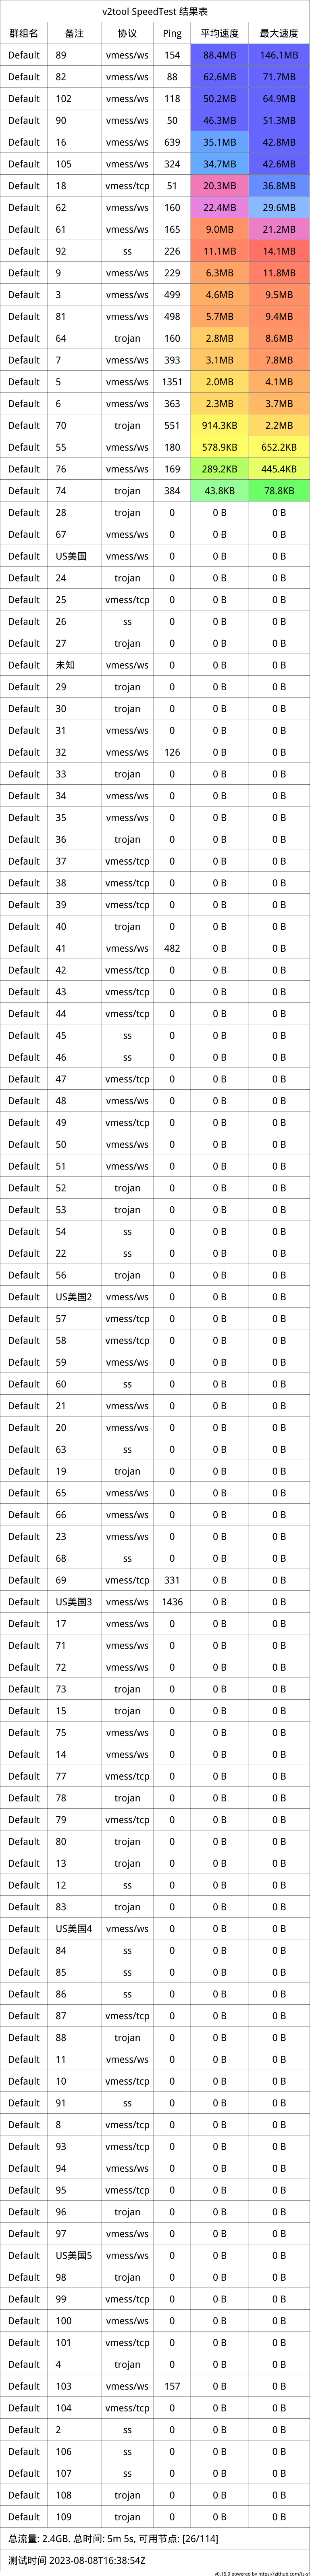 v2tool SpeedTest 结果表
群组名 备注 协议 Ping 平均速度 最大速度
Default 89 vmess/ws 154 88.4MB 146.1MB
Default 82 vmess/ws 88 62.6MB 71.7MB
Default 102 vmess/ws 118 50.2MB 64.9MB
Default 90 vmess/ws 50 46.3MB 51.3MB
Default 16 vmess/ws 639 35.1MB 42.8MB
Default 105 vmess/ws 324 34.7MB 42.6MB
Default 18 vmess/tcp 51 20.3MB 36.8MB
Default 62 vmess/ws 160 22.4MB 29.6MB
Default 61 vmess/ws 165 9.0MB 21.2MB
Default 92 ss 226 11.1MB 14.1MB
Default 9 vmess/ws 229 6.3MB 11.8MB
Default 3 vmess/ws 499 4.6MB 9.5MB
Default 81 vmess/ws 498 5.7MB 9.4MB
Default 64 trojan 160 2.8MB 8.6MB
Default 7 vmess/ws 393 3.1MB 7.8MB
Default 5 vmess/ws 1351 2.0MB 4.1MB
Default 6 vmess/ws 363 2.3MB 3.7MB
Default 70 trojan 551 914.3KB 2.2MB
Default 55 vmess/ws 180 578.9KB 652.2KB
Default 76 vmess/ws 169 289.2KB 445.4KB
Default 74 trojan 384 43.8KB 78.8KB
Default 28 trojan 0 0 B 0 B
Default 67 vmess/ws 0 0 B 0 B
Default US美国 vmess/ws 0 0 B 0 B
Default 24 trojan 0 0 B 0 B
Default 25 vmess/tcp 0 0 B 0 B
Default 26 ss 0 0 B 0 B
Default 27 trojan 0 0 B 0 B
Default 未知 vmess/ws 0 0 B 0 B
Default 29 trojan 0 0 B 0 B
Default 30 trojan 0 0 B 0 B
Default 31 vmess/ws 0 0 B 0 B
Default 32 vmess/ws 126 0 B 0 B
Default 33 trojan 0 0 B 0 B
Default 34 vmess/ws 0 0 B 0 B
Default 35 vmess/ws 0 0 B 0 B
Default 36 trojan 0 0 B 0 B
Default 37 vmess/tcp 0 0 B 0 B
Default 38 vmess/tcp 0 0 B 0 B
Default 39 vmess/tcp 0 0 B 0 B
Default 40 trojan 0 0 B 0 B
Default 41 vmess/ws 482 0 B 0 B
Default 42 vmess/tcp 0 0 B 0 B
Default 43 vmess/tcp 0 0 B 0 B
Default 44 vmess/tcp 0 0 B 0 B
Default 45 ss 0 0 B 0 B
Default 46 ss 0 0 B 0 B
Default 47 vmess/tcp 0 0 B 0 B
Default 48 vmess/ws 0 0 B 0 B
Default 49 vmess/tcp 0 0 B 0 B
Default 50 vmess/ws 0 0 B 0 B
Default 51 vmess/ws 0 0 B 0 B
Default 52 trojan 0 0 B 0 B
Default 53 trojan 0 0 B 0 B
Default 54 ss 0 0 B 0 B
Default 22 ss 0 0 B 0 B
Default 56 trojan 0 0 B 0 B
Default US美国2 vmess/ws 0 0 B 0 B
Default 57 vmess/tcp 0 0 B 0 B
Default 58 vmess/tcp 0 0 B 0 B
Default 59 vmess/ws 0 0 B 0 B
Default 60 ss 0 0 B 0 B
Default 21 vmess/ws 0 0 B 0 B
Default 20 vmess/ws 0 0 B 0 B
Default 63 ss 0 0 B 0 B
Default 19 trojan 0 0 B 0 B
Default 65 vmess/ws 0 0 B 0 B
Default 66 vmess/ws 0 0 B 0 B
Default 23 vmess/ws 0 0 B 0 B
Default 68 ss 0 0 B 0 B
Default 69 vmess/tcp 331 0 B 0 B
Default US美国3 vmess/ws 1436 0 B 0 B
Default 17 vmess/ws 0 0 B 0 B
Default 71 vmess/ws 0 0 B 0 B
Default 72 vmess/ws 0 0 B 0 B
Default 73 trojan 0 0 B 0 B
Default 15 trojan 0 0 B 0 B
Default 75 vmess/ws 0 0 B 0 B
Default 14 vmess/ws 0 0 B 0 B
Default 77 vmess/tcp 0 0 B 0 B
Default 78 trojan 0 0 B 0 B
Default 79 vmess/tcp 0 0 B 0 B
Default 80 trojan 0 0 B 0 B
Default 13 trojan 0 0 B 0 B
Default 12 ss 0 0 B 0 B
Default 83 trojan 0 0 B 0 B
Default US美国4 vmess/ws 0 0 B 0 B
Default 84 ss 0 0 B 0 B
Default 85 ss 0 0 B 0 B
Default 86 ss 0 0 B 0 B
Default 87 vmess/tcp 0 0 B 0 B
Default 88 trojan 0 0 B 0 B
Default 11 vmess/ws 0 0 B 0 B
Default 10 vmess/tcp 0 0 B 0 B
Default 91 ss 0 0 B 0 B
Default 8 vmess/tcp 0 0 B 0 B
Default 93 vmess/tcp 0 0 B 0 B
Default 94 vmess/ws 0 0 B 0 B
Default 95 vmess/tcp 0 0 B 0 B
Default 96 trojan 0 0 B 0 B
Default 97 vmess/ws 0 0 B 0 B
Default US美国5 vmess/ws 0 0 B 0 B
Default 98 trojan 0 0 B 0 B
Default 99 vmess/tcp 0 0 B 0 B
Default 100 vmess/ws 0 0 B 0 B
Default 101 vmess/tcp 0 0 B 0 B
Default 4 trojan 0 0 B 0 B
Default 103 vmess/ws 157 0 B 0 B
Default 104 vmess/tcp 0 0 B 0 B
Default 2 ss 0 0 B 0 B
Default 106 ss 0 0 B 0 B
Default 107 ss 0 0 B 0 B
Default 108 trojan 0 0 B 0 B
Default 109 trojan 0 0 B 0 B
总流量: 2.4GB. 总时间: 5m 5s, 可用节点: [26/114]
测试时间 2023-08-08T16:38:54Z
v0.15.0 powered by https://github.com/ts-sf